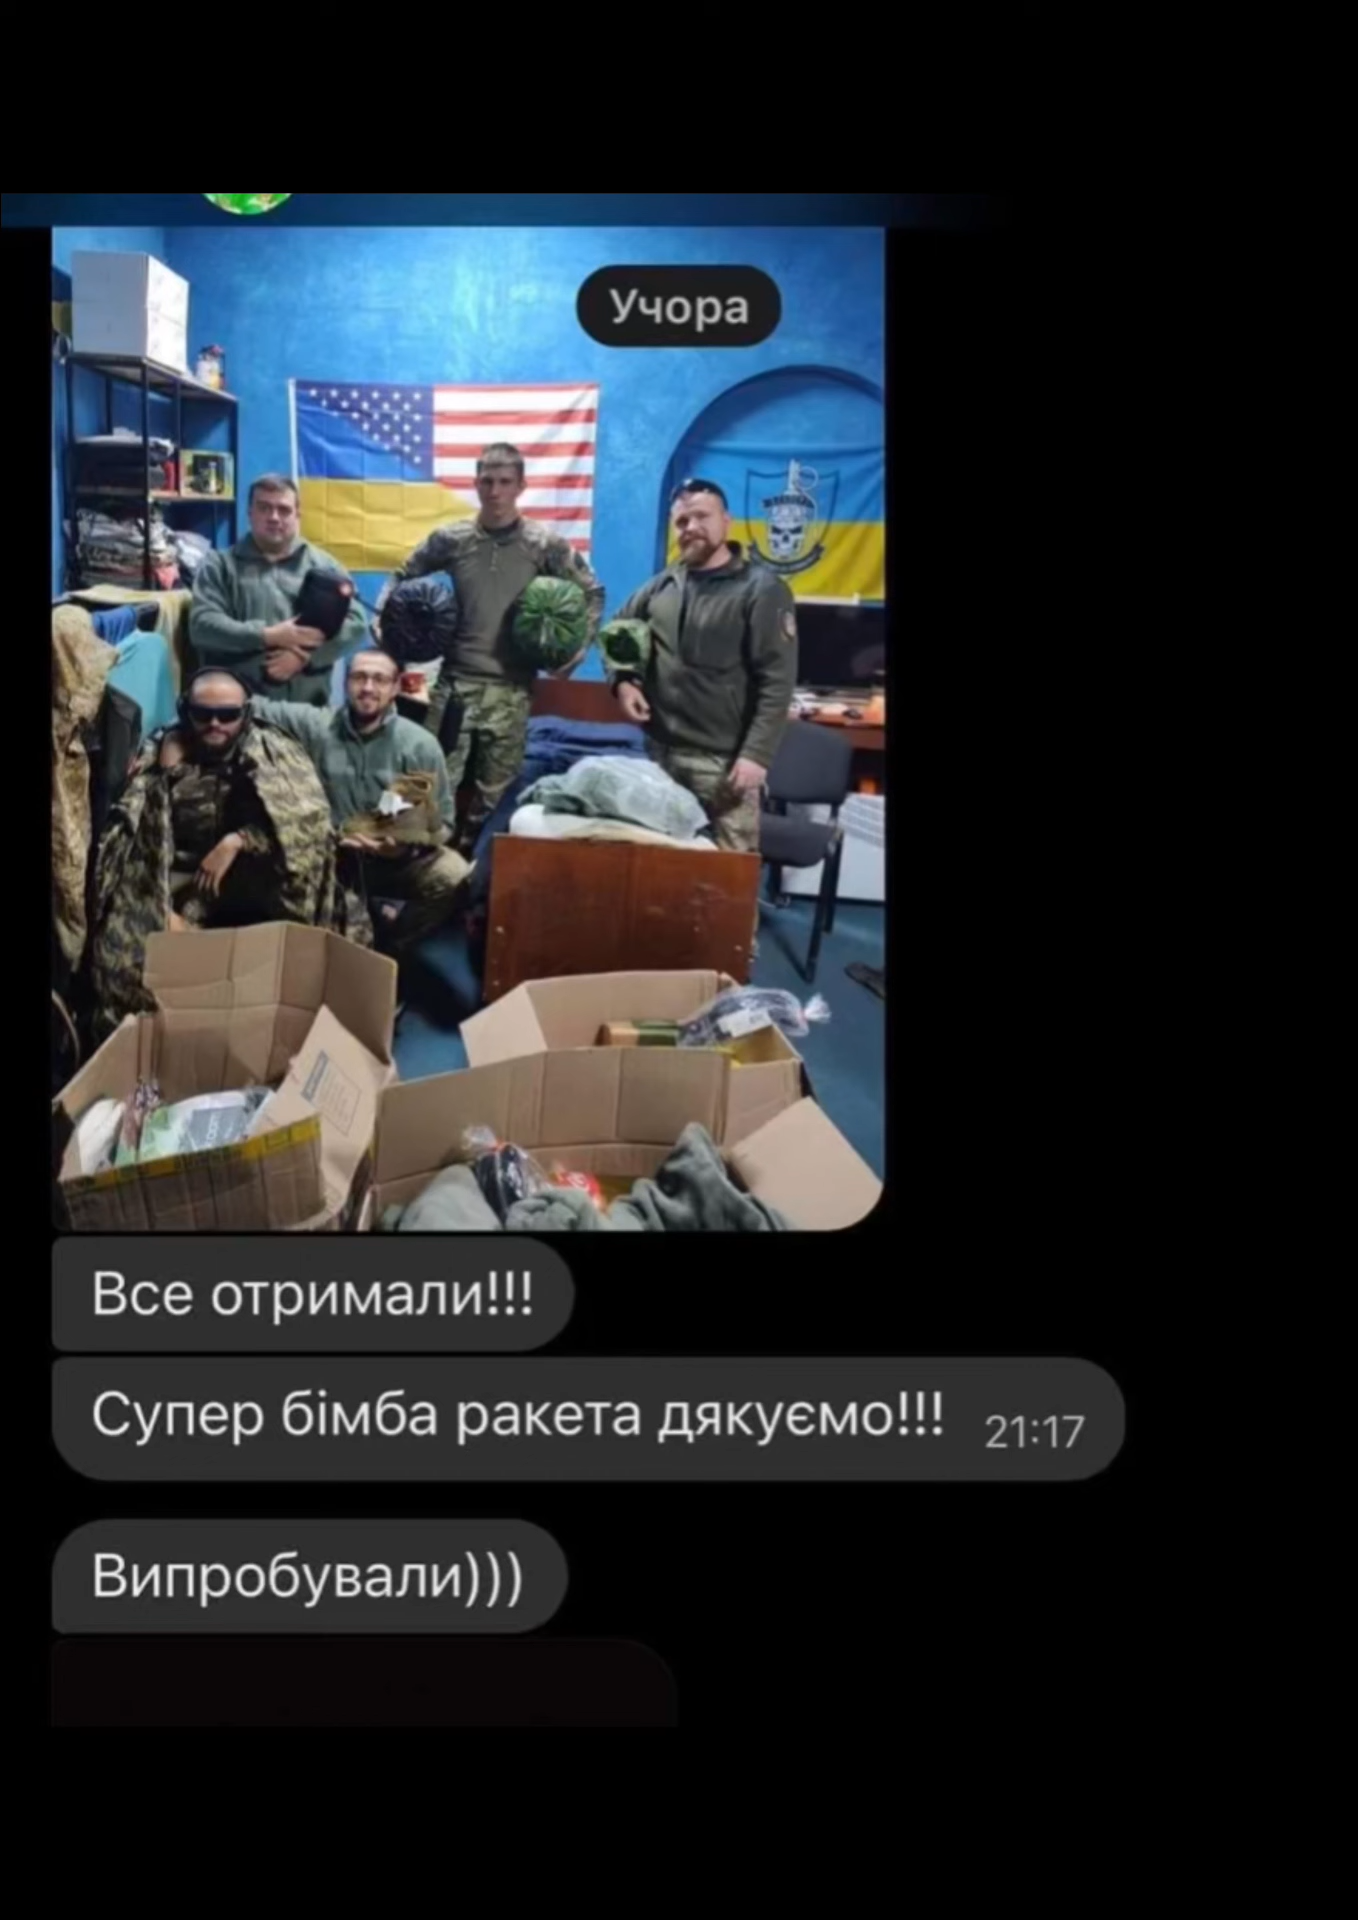 Учора
Все отримали!!!
Супер бімба ракета дякуємо!!! 21:17
Випробували)))